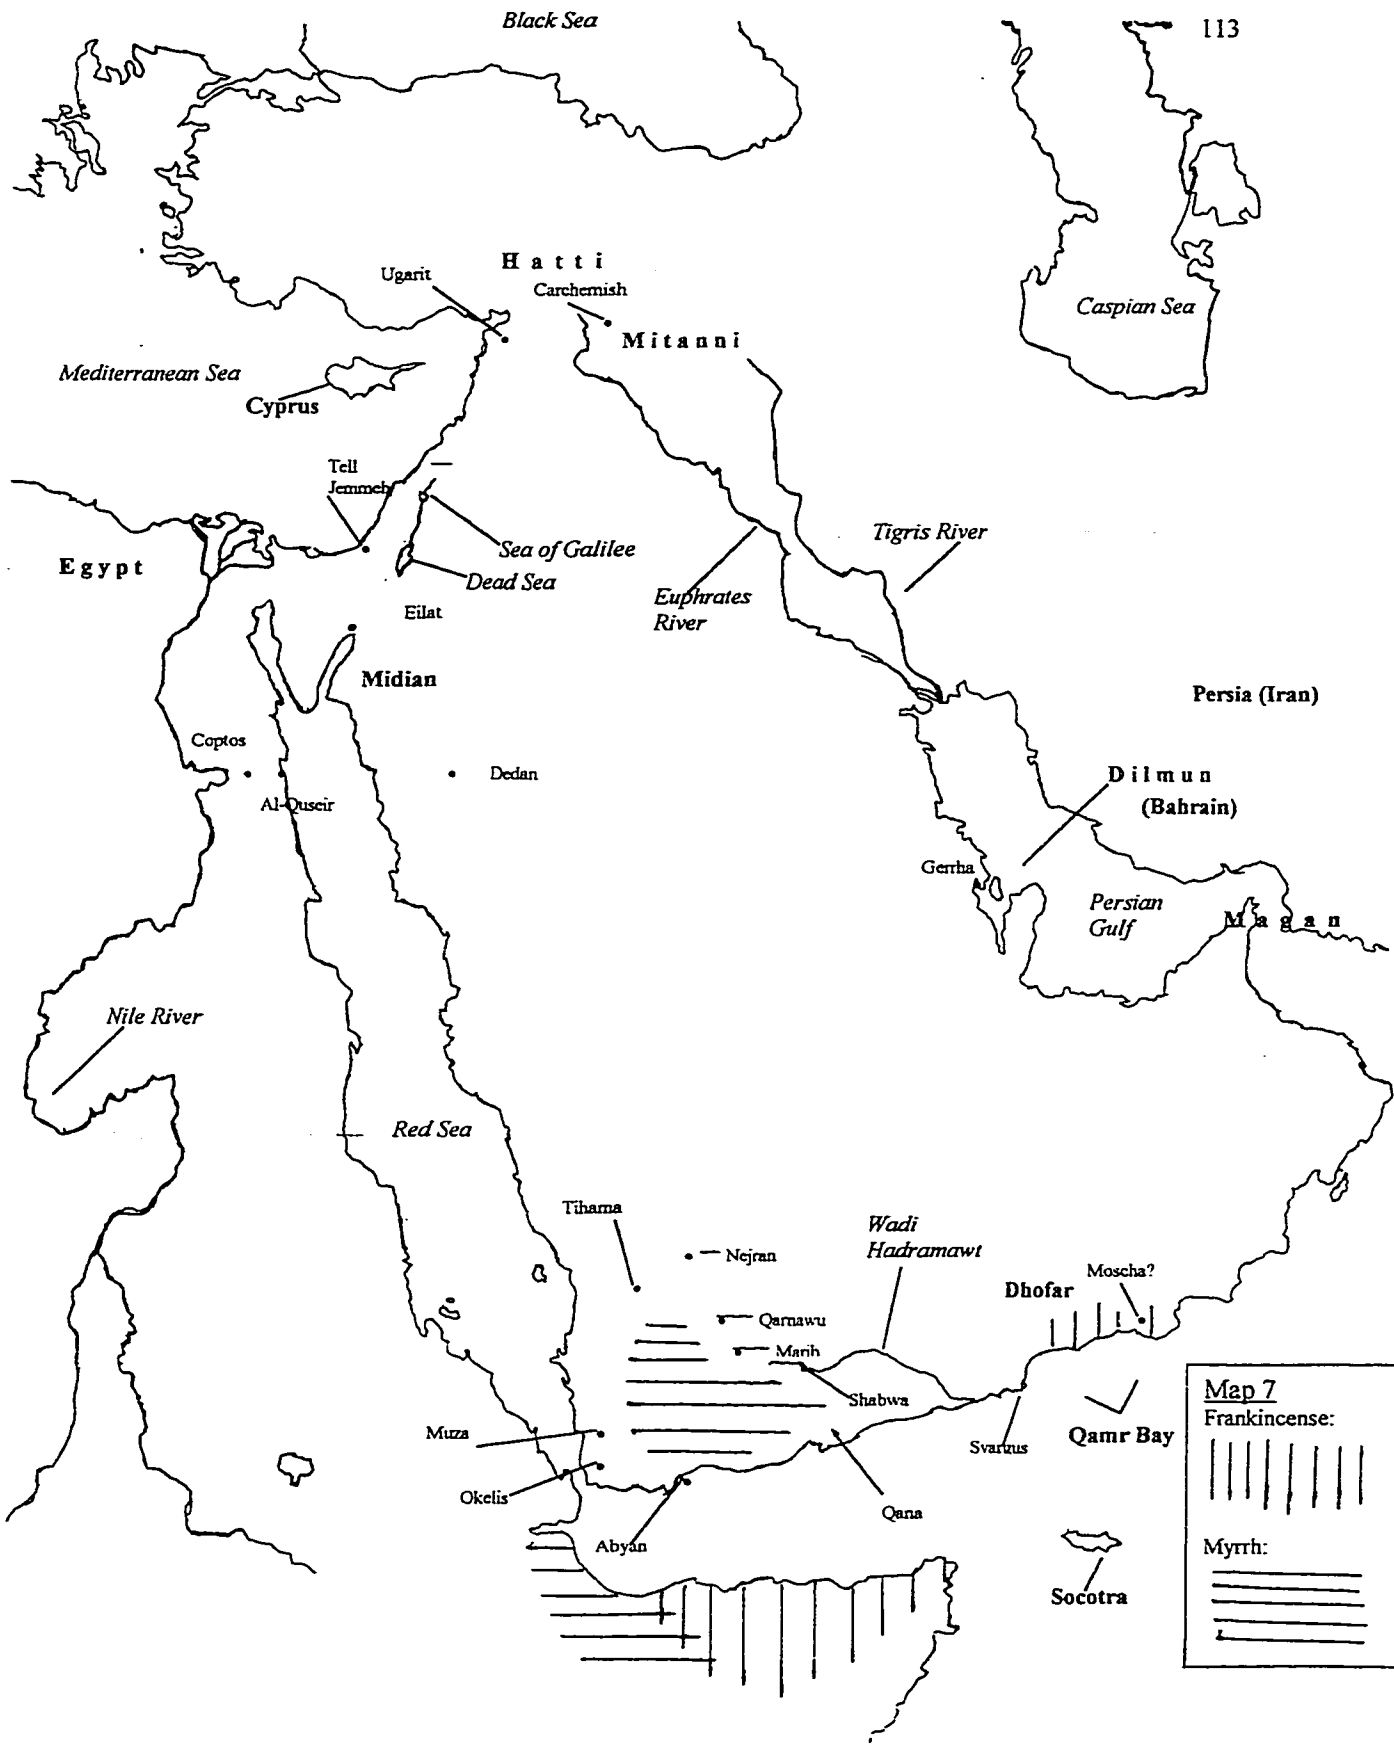 Black Sea
113
Hatti
Ugarit
Carchemish
Caspian Sea
Mitanni
Mediterranean Sea
Cyprus
Tell
Jemmeh
Tigris River
Sea of Galilee
Egypt
Dead Sea
Euphrates
River
Eilat
Midian
Persia (Iran)
Coptos
Dedan
Dilmun
(Bahrain)
Al-Quseir
Gerrha
Persian
Gulf
Magan
Nile River
Red Sea
Tihama
Wadi
Hadramawt
Nejran
Moscha?
Dhofar
Qarnawu
Marib
Shabwa
Map 7
Frankincense:
Muza
Qamr Bay
Okelis
Qana
Abyan
Myrrh:
Socotra